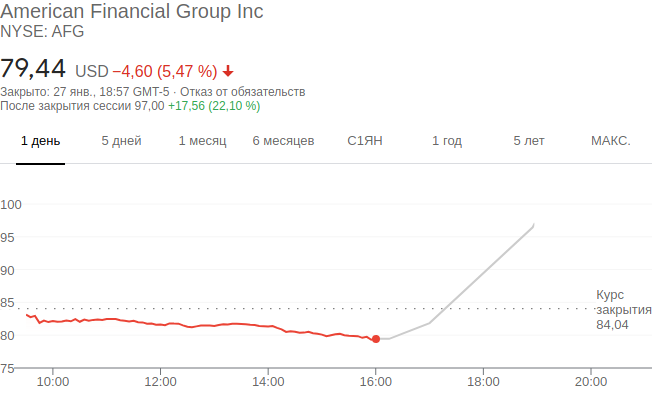 American Financial Group Inc
NYSE: AFG
79,44 USD −4,60 (5,47 %)
Закрыто: 27 янв., 18:57 GMT-5 · Отказ от обязательств
После закрытия сессии 97,00 +17,56 (22,10 %)
1 день 5 дней 1 месяц 6 месяцев С1ЯН 1 год 5 лет МАКС.
100
95
90
85
Курс
закрытия
84,04
80
75
10:00 12:00 14:00 16:00 18:00 20:00